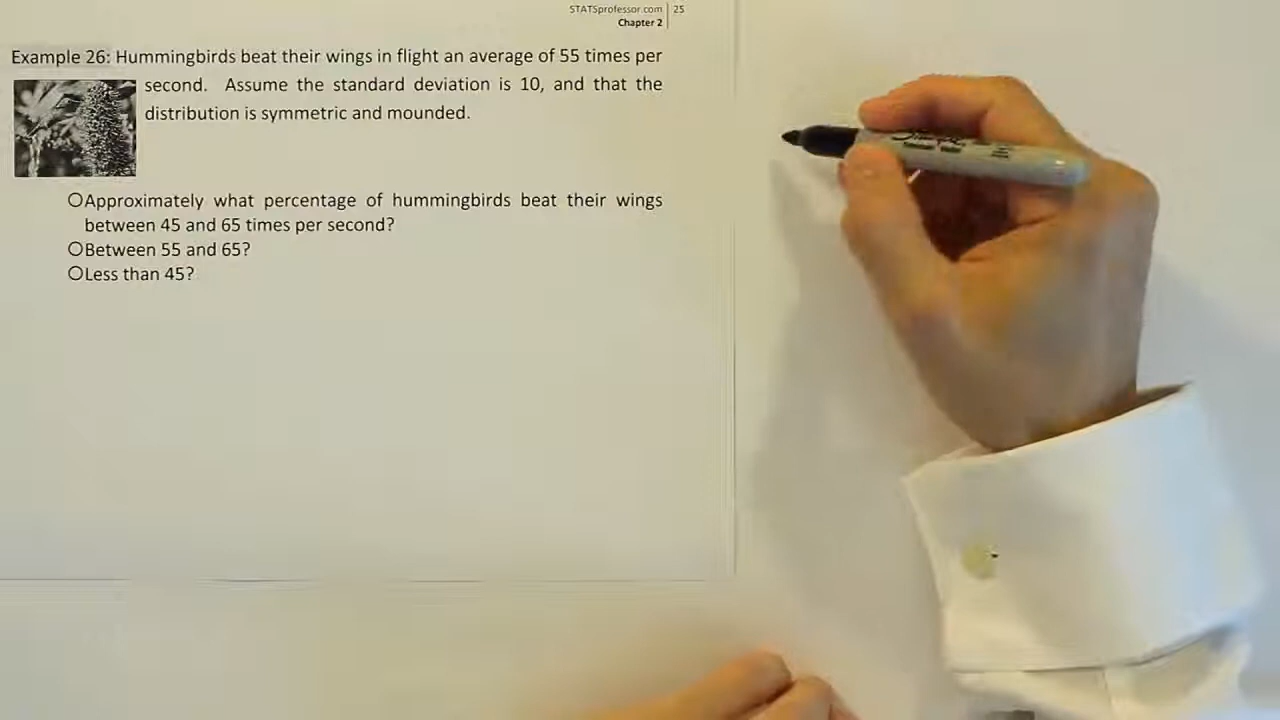 STATSprofessor.com | 25
Chapter 2
Example 26: Hummingbirds beat their wings in flight an average of 55 times per
second. Assume the standard deviation is 10, and that the
distribution is symmetric and mounded.
Approximately what percentage of hummingbirds beat their wings
between 45 and 65 times per second?
Between 55 and 65?
Less than 45?
Sharpie